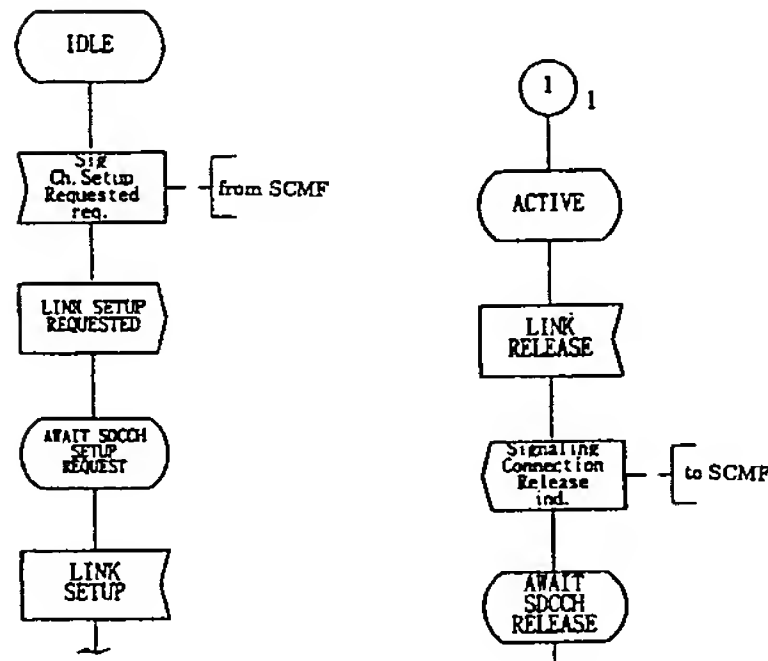 IDLE
Sig
Ch. Setup
Requested
req.
from SCMF
LINK SETUP
REQUESTED
AWAIT SDCCH
SETUP
REQUEST
LINK
SETUP
1
1
ACTIVE
LINK
RELEASE
Signaling
Connection
Release
ind.
to SCMF
AWAIT
SDCCH
RELEASE